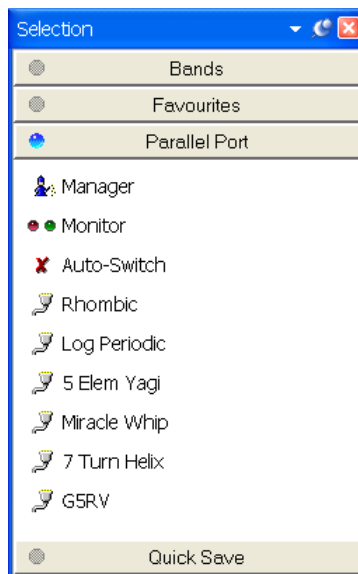 Selection
Bands
Favourites
Parallel Port
Manager
Monitor
Auto-Switch
Rhombic
Log Periodic
5 Elem Yagi
Miracle Whip
7 Turn Helix
G5RV
Quick Save